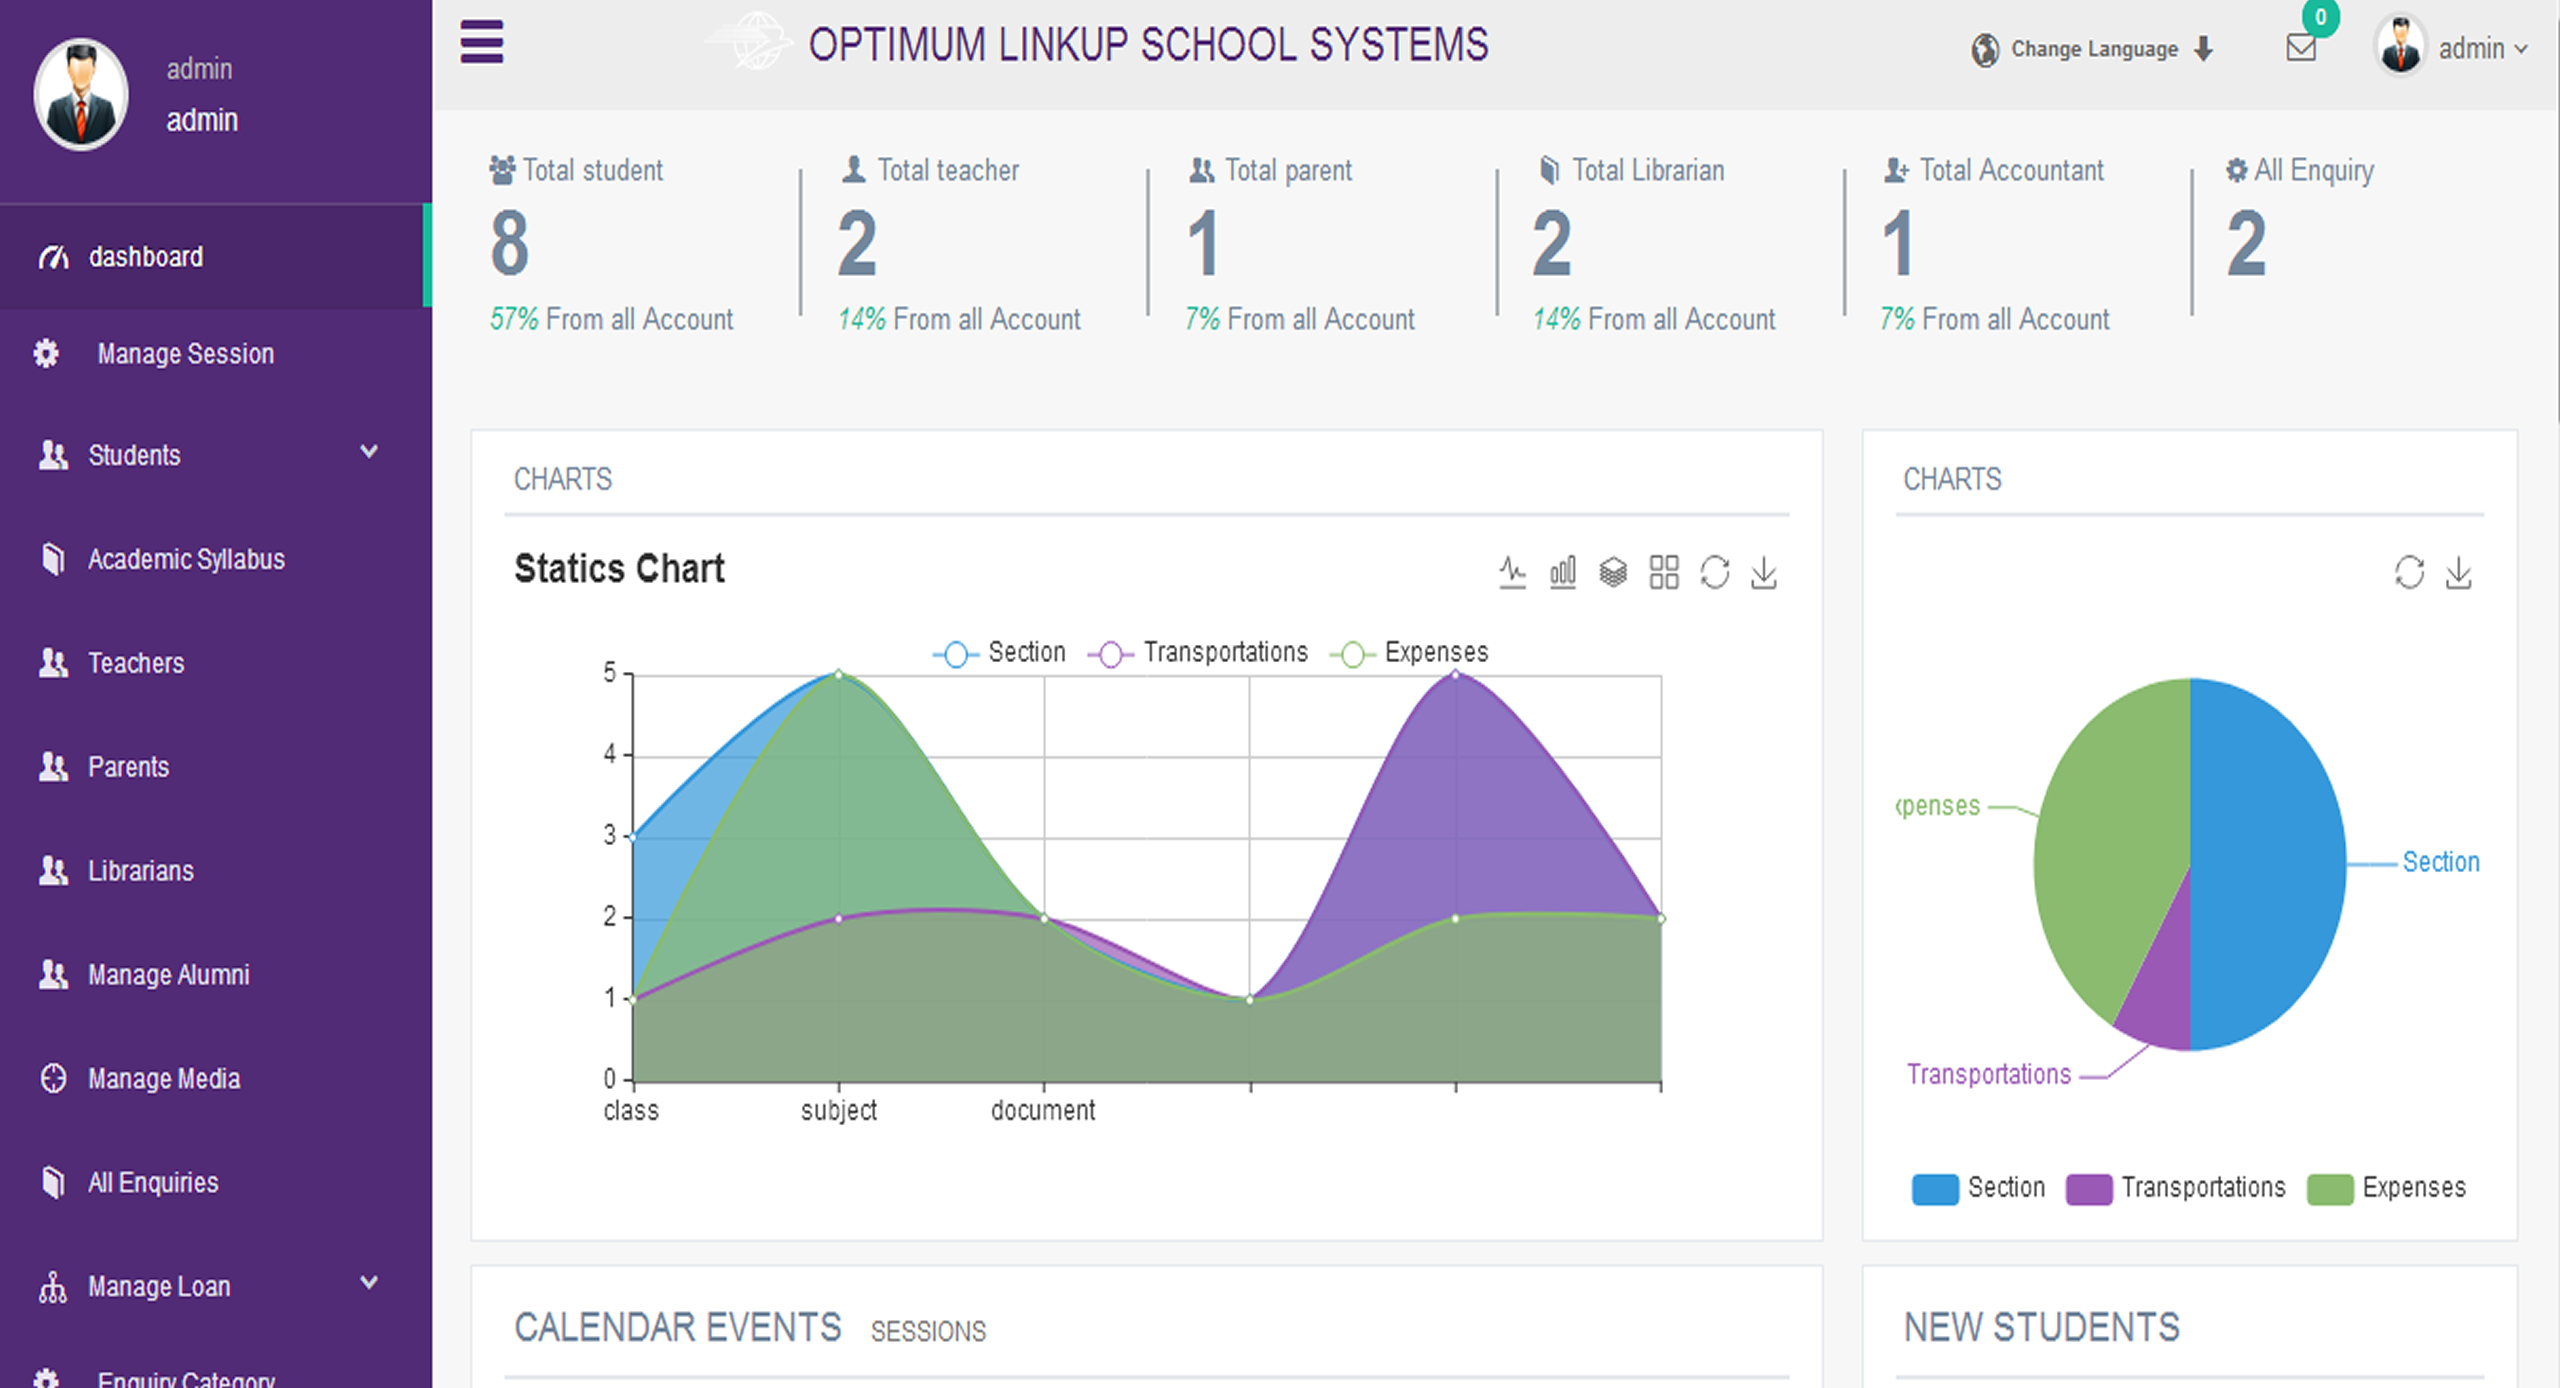 admin
admin
dashboard
Manage Session
Students
Academic Syllabus
Teachers
Parents
Librarians
Manage Alumni
Manage Media
All Enquiries
Manage Loan
Enquiry Category
OPTIMUM LINKUP SCHOOL SYSTEMS
Change Language
0
admin
Total student
8
57% From all Account
Total teacher
2
14% From all Account
Total parent
1
7% From all Account
Total Librarian
2
14% From all Account
Total Accountant
1
7% From all Account
All Enquiry
2
CHARTS
Statics Chart
Section Transportations Expenses
5
4
3
2
1
0
class subject document
CHARTS
xpenses
Section
Transportations
Section Transportations Expenses
CALENDAR EVENTS SESSIONS
NEW STUDENTS